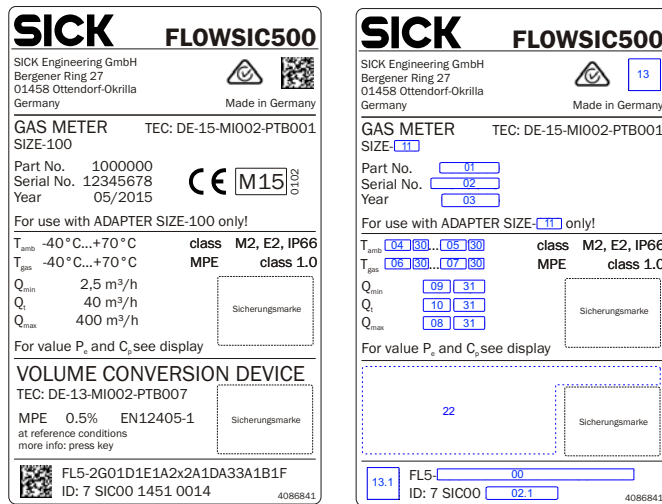 SICK FLOWSIC500
SICK Engineering GmbH
Bergener Ring 27
01458 Ottendorf-Okrilla
Germany Made in Germany
GAS METER TEC: DE-15-MI002-PTB001
SIZE-100
Part No. 1000000
Serial No. 12345678
Year 05/2015
CE M15 0102
For use with ADAPTER SIZE-100 only!
Tamb -40°C...+70°C class M2, E2, IP66
Tgas -40°C...+70°C MPE class 1.0
Qmin 2,5 m³/h
Qt 40 m³/h
Qmax 400 m³/h
Sicherungsmarke
For value Pe and Cp see display
VOLUME CONVERSION DEVICE
TEC: DE-13-MI002-PTB007
MPE 0.5% EN12405-1
at reference conditions
more info: press key
Sicherungsmarke
FL5-2G01D1E1A2x2A1DA33A1B1F
ID: 7 SIC00 1451 0014 4086841
SICK FLOWSIC500
SICK Engineering GmbH
Bergener Ring 27
01458 Ottendorf-Okrilla
13
Germany Made in Germany
GAS METER TEC: DE-15-MI002-PTB001
SIZE-11
Part No. 01
Serial No. 02
Year 03
For use with ADAPTER SIZE-11 only!
Tamb 04 30...05 30 class M2, E2, IP66
Tgas 06 30...07 30 MPE class 1.0
Qmin 09 31
Qt 10 31
Qmax 08 31
Sicherungsmarke
For value Pe and Cp see display
22
Sicherungsmarke
13.1
FL5- 00
ID: 7 SIC00 02.1 4086841